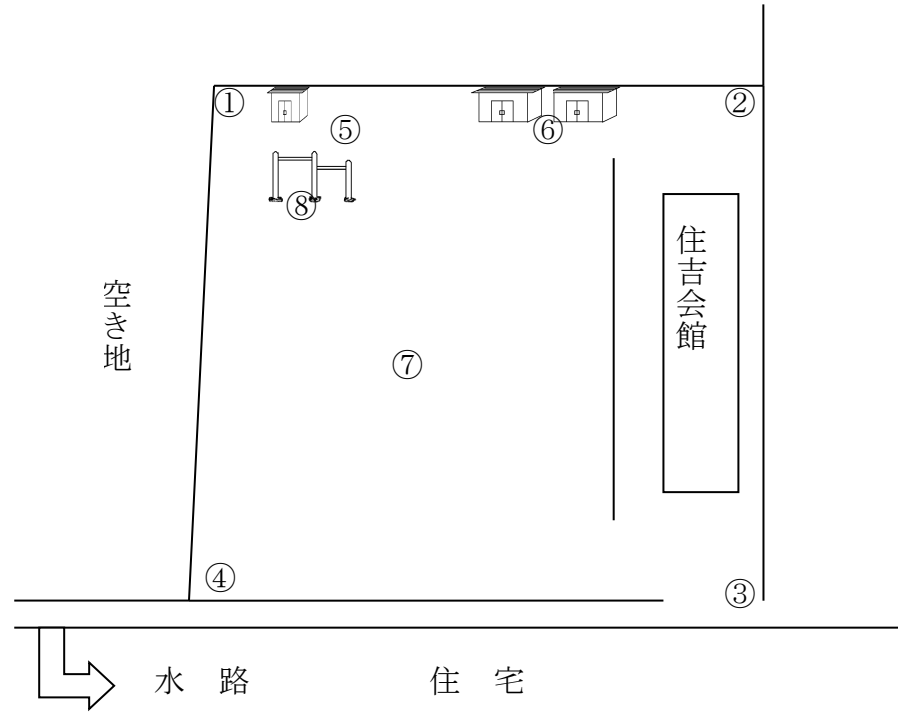 ①
②
⑤
⑥
⑧
住吉会館
空き地
⑦
④
③
水 路
住 宅